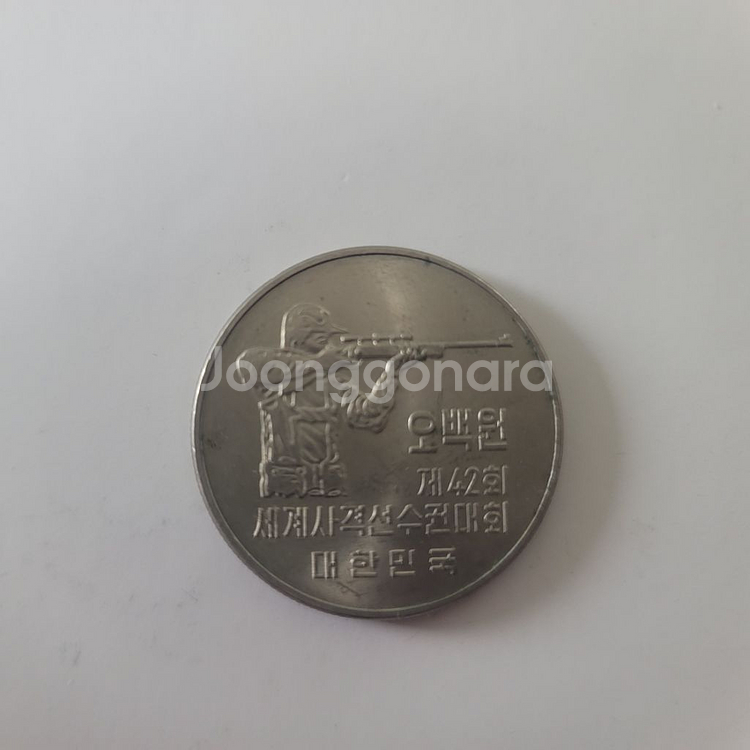 Joonggonara
오백원
제42회
세계사격선수권대회
대한민국